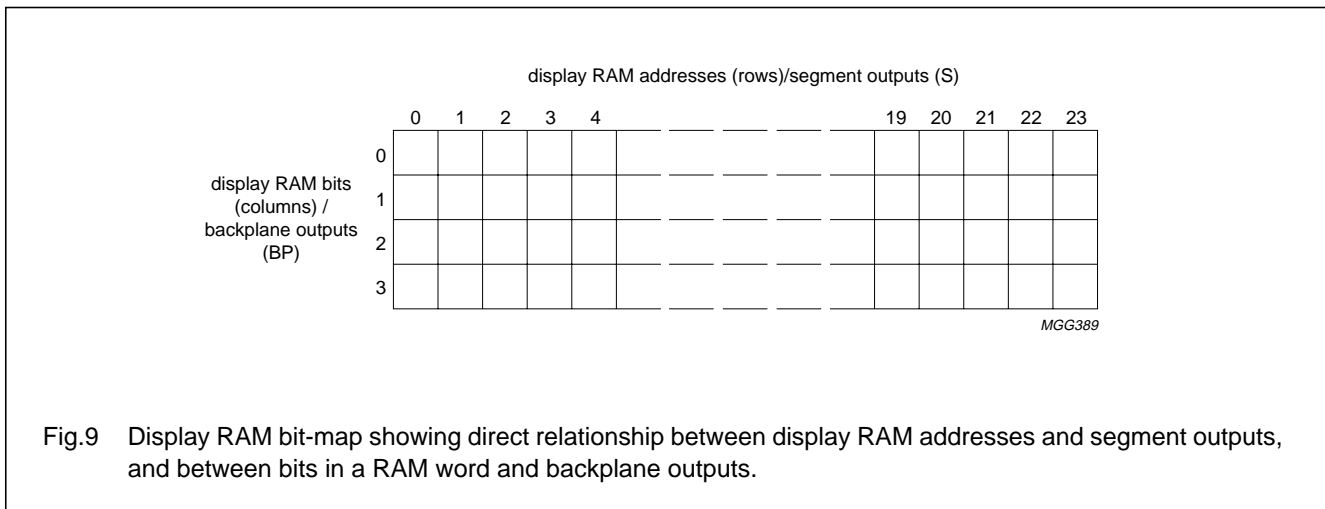 display RAM addresses (rows)/segment outputs (S)
0 1 2 3 4 19 20 21 22 23
0
display RAM bits
1
(columns) /
backplane outputs
2
(BP)
3
MGG389
Fig.9 Display RAM bit-map showing direct relationship between display RAM addresses and segment outputs,
and between bits in a RAM word and backplane outputs.